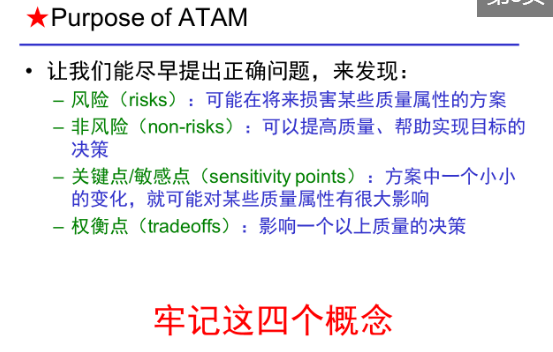 ★Purpose of ATAM
• 让我们能尽早提出正确问题，来发现：
– 风险（risks）：可能在将来损害某些质量属性的方案
– 非风险（non-risks）：可以提高质量、帮助实现目标的
决策
– 关键点/敏感点（sensitivity points）：方案中一个小小
的变化，就可能对某些质量属性有很大影响
– 权衡点（tradeoffs）：影响一个以上质量的决策
牢记这四个概念